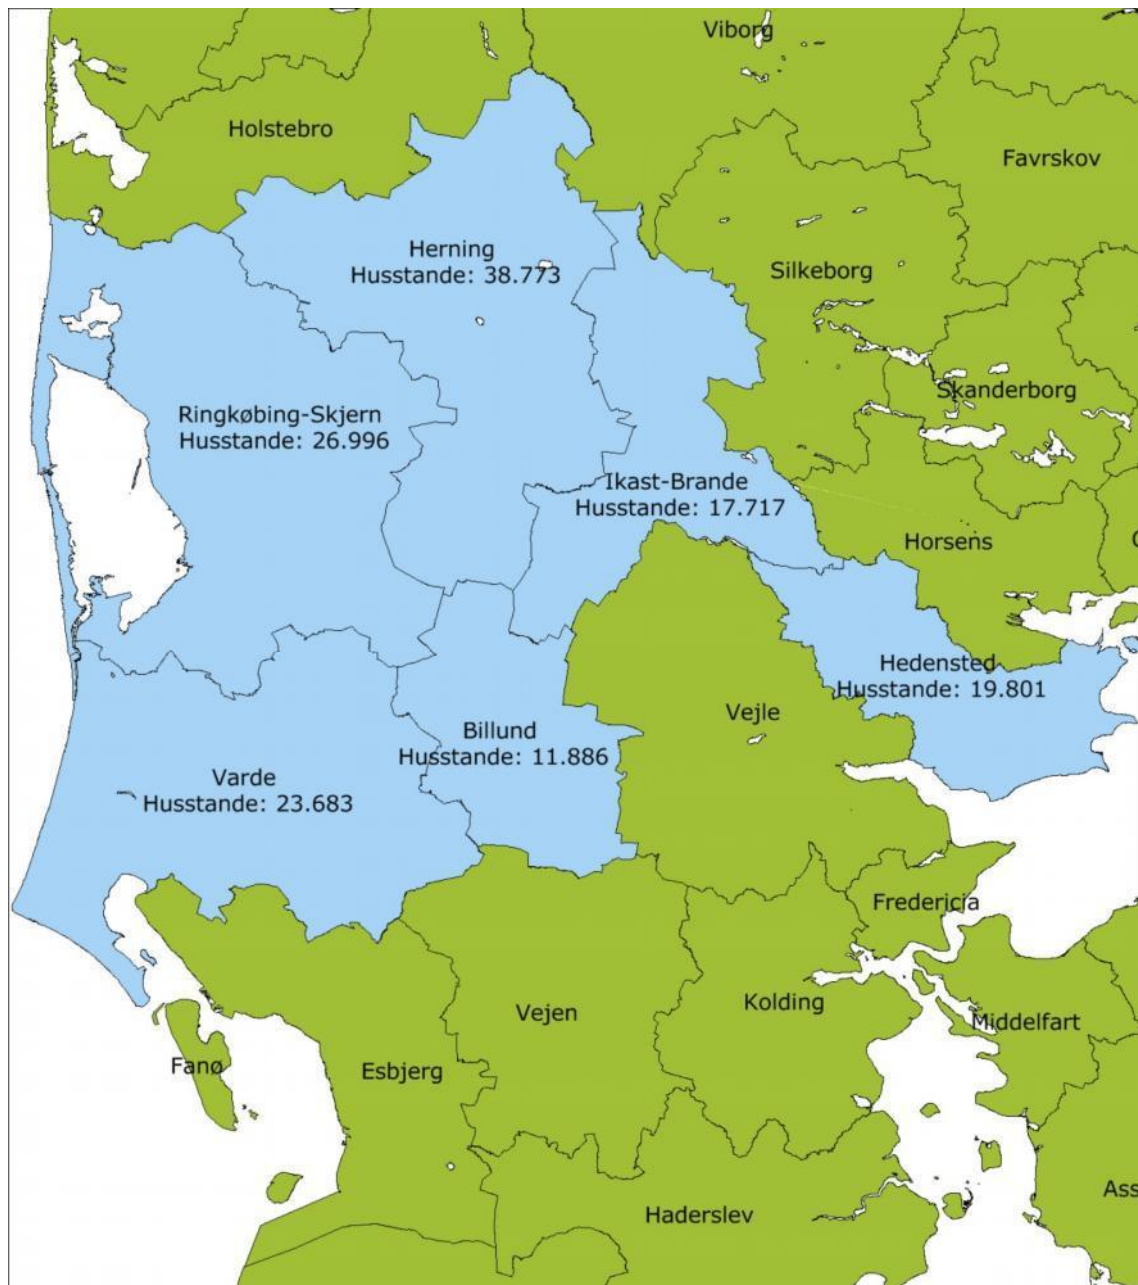 Viborg
Holstebro
Favrskov
Herning
Husstande: 38.773
Silkeborg
Skanderborg
Ringkøbing-Skjern
Husstande: 26.996
Ikast-Brande
Husstande: 17.717
Horsens
Hedensted
Husstande: 19.801
Vejle
Billund
Husstande: 11.886
Varde
Husstande: 23.683
Fredericia
Vejen
Kolding
Middelfart
Fanø
Esbjerg
Ass
Haderslev